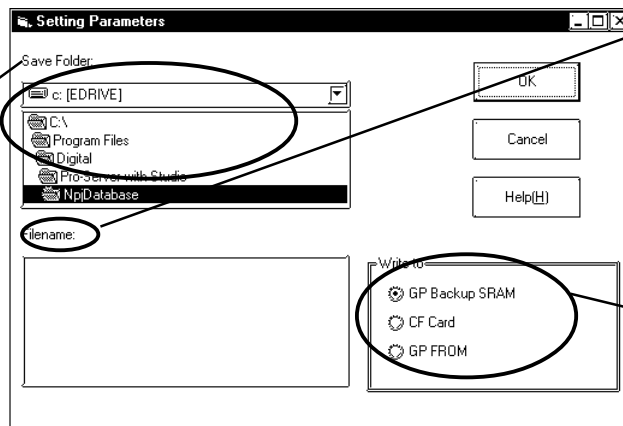 Setting Parameters
Save Folder:
c: [EDRIVE]
C:\
Program Files
Digital
Pro-Server with Studio
NpjDatabase
OK
Cancel
Help(H)
Filename:
Write to
GP Backup SRAM
CF Card
GP FROM